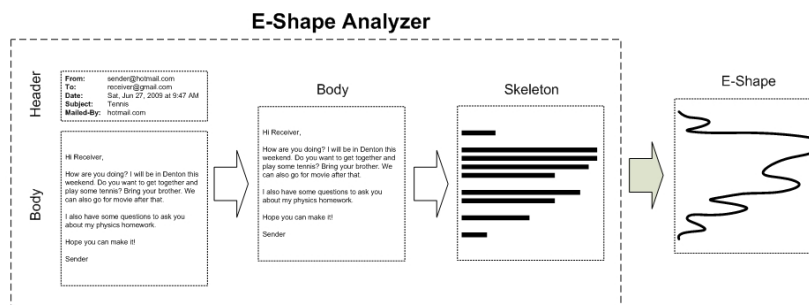 E-Shape Analyzer
Header
From: sender@hotmail.com
To: receiver@gmail.com
Date: Sat, Jun 27, 2009 at 9:47 AM
Subject: Tennis
Mailed-By: hotmail.com
Body
Hi Receiver,
How are you doing? I will be in Denton this
weekend. Do you want to get together and
play some tennis? Bring your brother. We
can also go for movie after that.
I also have some questions to ask you
about my physics homework.
Hope you can make it!
Sender
Body
Hi Receiver,
How are you doing? I will be in Denton this
weekend. Do you want to get together and
play some tennis? Bring your brother. We
can also go for movie after that.
I also have some questions to ask you
about my physics homework.
Hope you can make it!
Sender
Skeleton
E-Shape